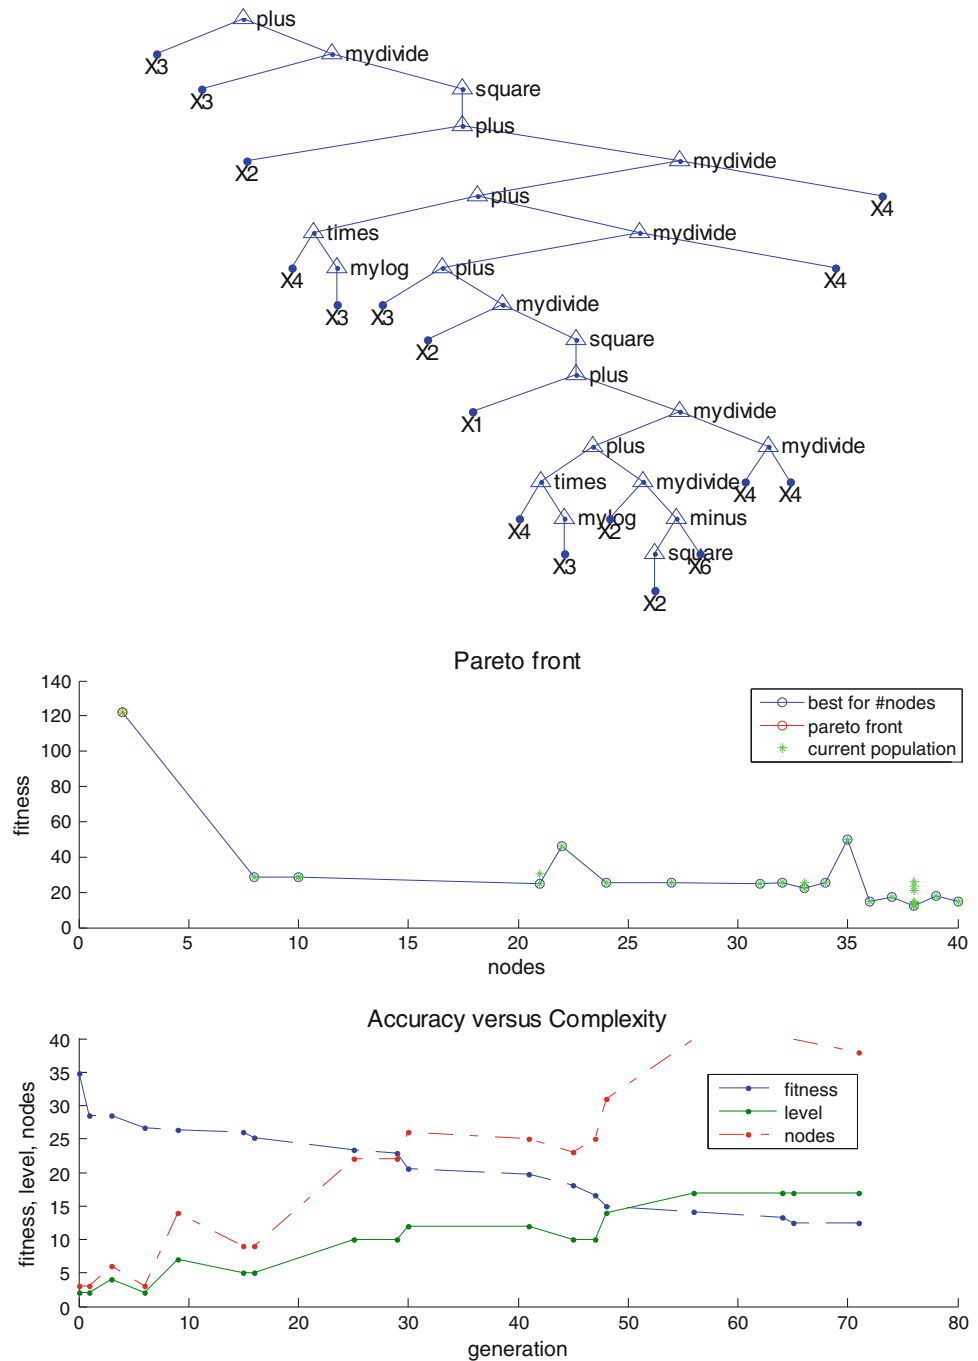 plus
X3
mydivide
X3
square
plus
X2
mydivide
plus
X4
times
mydivide
X4
mylog
plus
X4
X3
X3
mydivide
X2
square
plus
X1
mydivide
plus
mydivide
times
mydivide
X4
X4
X4
mylog
X2
minus
X3
square
X6
X2
Pareto front
140
120
100
80
60
40
20
0
fitness
best for #nodes
pareto front
current population
0 5 10 15 20 25 30 35 40
nodes
Accuracy versus Complexity
40
35
30
25
20
15
10
5
0
fitness, level, nodes
fitness
level
nodes
0 10 20 30 40 50 60 70 80
generation